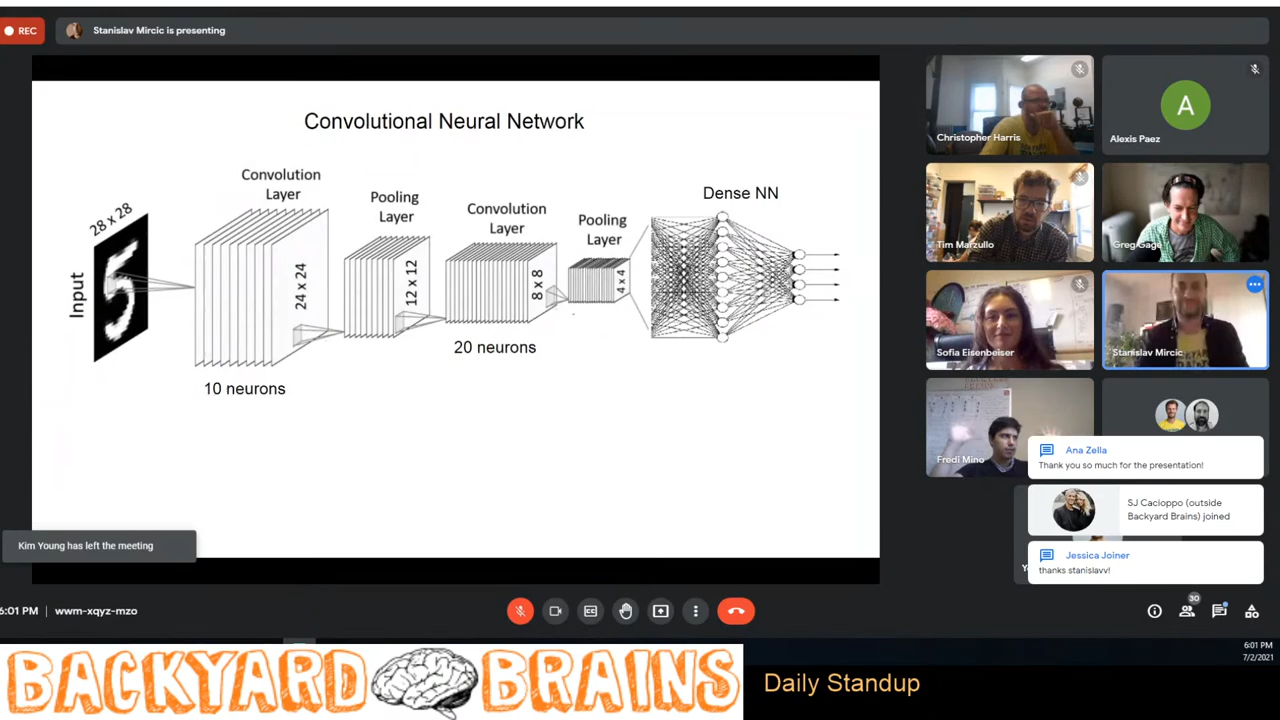 REC
Stanislav Mircic is presenting
Convolutional Neural Network
Input
28 x 28
Convolution
Layer
24 x 24
10 neurons
Pooling
Layer
12 x 12
Convolution
Layer
8 x 8
20 neurons
Pooling
Layer
4 x 4
Dense NN
Christopher Harris
A
Alexis Paez
Tim Marzullo
Greg Gage
Sofia Eisenbeiser
Stanislav Mircic
Fredi Mino
Ana Zella
Thank you so much for the presentation!
SJ Cacioppo (outside
Backyard Brains) joined
Jessica Joiner
thanks stanislavv!
Kim Young has left the meeting
6:01 PM | wwm-xqyz-mzo
30
6:01 PM
7/2/2021
BACKYARD BRAINS
Daily Standup